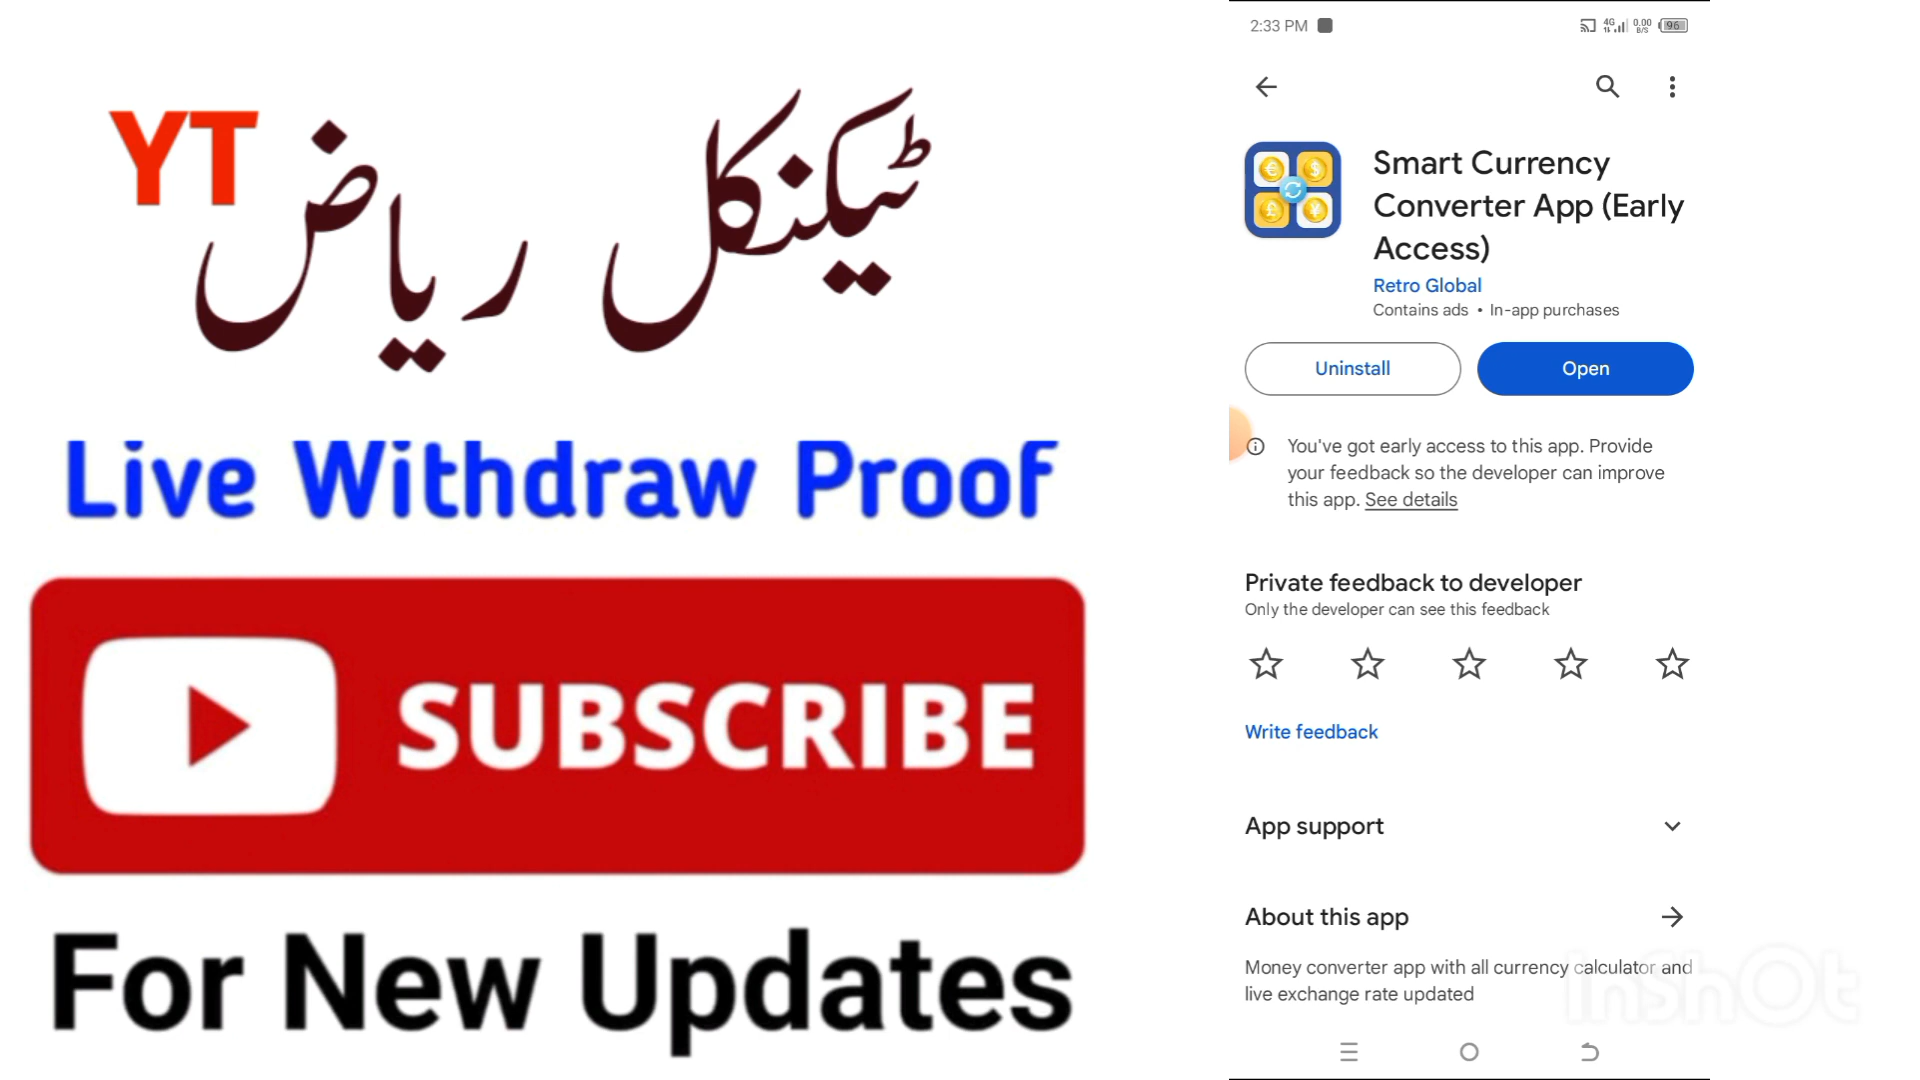 ٹیکنکل ریاض YT
Live Withdraw Proof
SUBSCRIBE
For New Updates
2:33 PM
4G
0.00
B/S
96
Smart Currency
Converter App (Early
Access)
Retro Global
Contains ads • In-app purchases
Uninstall
Open
You've got early access to this app. Provide
your feedback so the developer can improve
this app. See details
Private feedback to developer
Only the developer can see this feedback
Write feedback
App support
About this app
Money converter app with all currency calculator and
live exchange rate updated
InShOt